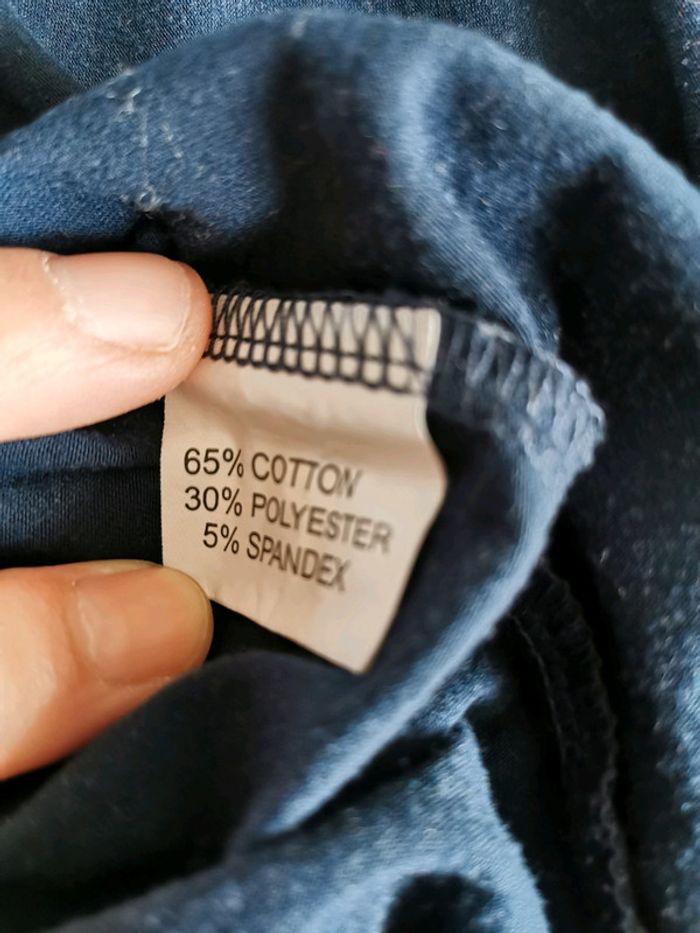 65% COTTON
30% POLYESTER
5% SPANDEX